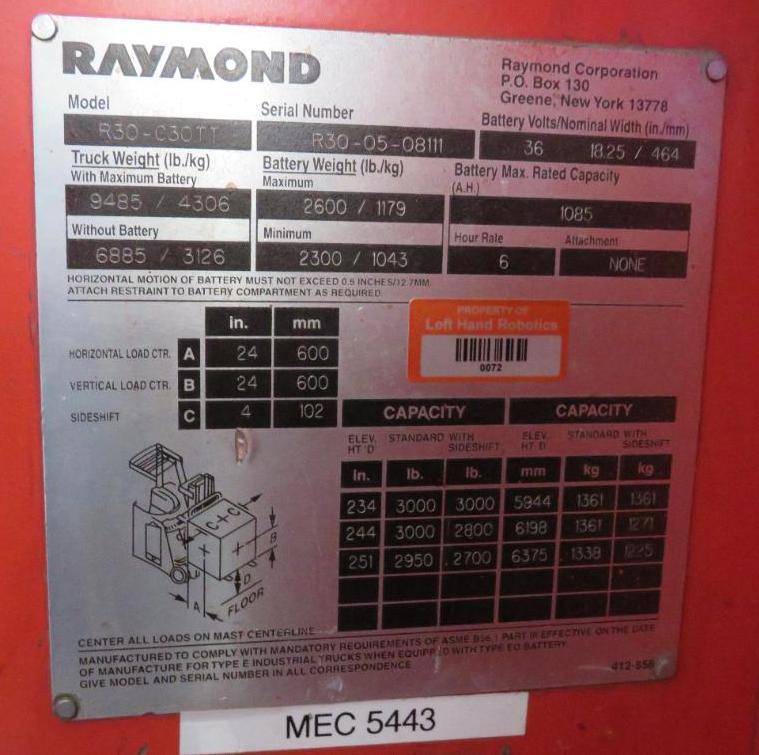 RAYMOND
Raymond Corporation
P.O. Box 130
Greene, New York 13778
Model
Serial Number
Battery Volts/Nominal Width (in./mm)
R30-C30TT
R30-05-08111
36 18.25 / 464
Truck Weight (lb./kg)
With Maximum Battery
Battery Weight (lb./kg)
Maximum
Battery Max. Rated Capacity
(A.H.)
9485 / 4306
2600 / 1179
1085
Without Battery
Minimum
Hour Rate
Attachment
6885 / 3126
2300 / 1043
6
NONE
HORIZONTAL MOTION OF BATTERY MUST NOT EXCEED 0.5 INCHES/12.7MM.
ATTACH RESTRAINT TO BATTERY COMPARTMENT AS REQUIRED.
in. mm
HORIZONTAL LOAD CTR. A 24 600
VERTICAL LOAD CTR. B 24 600
SIDESHIFT C 4 102
PROPERTY OF
Left Hand Robotics
0072
CAPACITY CAPACITY
ELEV. STANDARD WITH ELEV. STANDARD WITH
HT 'D' SIDESHIFT HT 'D' SIDESHIFT
in. lb. lb. mm kg kg
234 3000 3000 5944 1361 1361
244 3000 2800 6198 1361 1271
251 2950 2700 6375 1338 1225
C+C
B
D
A
FLOOR
CENTER ALL LOADS ON MAST CENTERLINE
MANUFACTURED TO COMPLY WITH MANDATORY REQUIREMENTS OF ASME B56.1 PART III EFFECTIVE ON THE DATE
OF MANUFACTURE FOR TYPE E INDUSTRIAL TRUCKS WHEN EQUIPPED WITH TYPE EO BATTERY.
GIVE MODEL AND SERIAL NUMBER IN ALL CORRESPONDENCE
MEC 5443